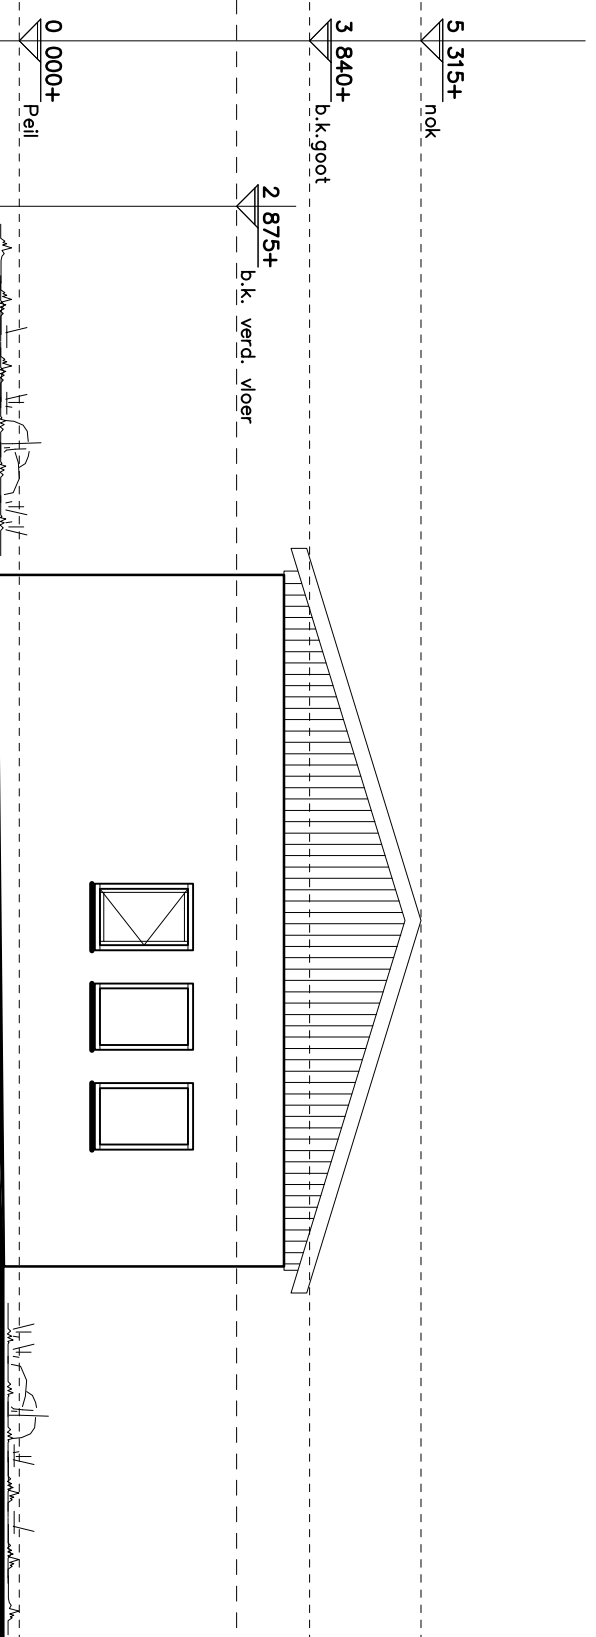 5 315+
nok
3 840+
b.k.goot
2 875+
b.k. verd. vloer
0 000+
Peil